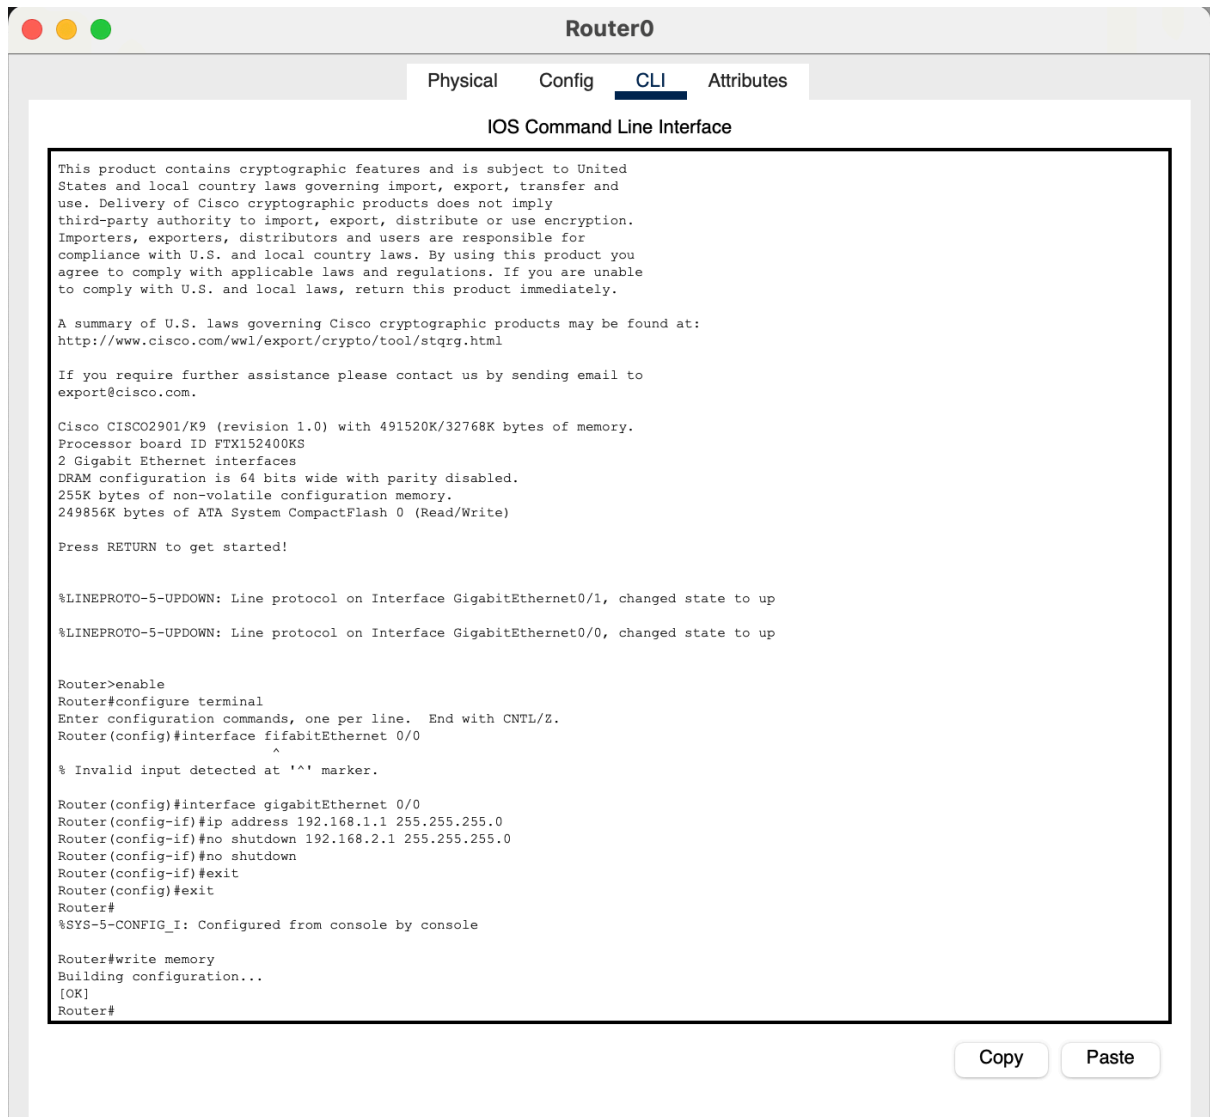 Router0
Physical Config CLI Attributes
IOS Command Line Interface
This product contains cryptographic features and is subject to United
States and local country laws governing import, export, transfer and
use. Delivery of Cisco cryptographic products does not imply
third-party authority to import, export, distribute or use encryption.
Importers, exporters, distributors and users are responsible for
compliance with U.S. and local country laws. By using this product you
agree to comply with applicable laws and regulations. If you are unable
to comply with U.S. and local laws, return this product immediately.
A summary of U.S. laws governing Cisco cryptographic products may be found at:
http://www.cisco.com/wwl/export/crypto/tool/stqrg.html
If you require further assistance please contact us by sending email to
export@cisco.com.
Cisco CISCO2901/K9 (revision 1.0) with 491520K/32768K bytes of memory.
Processor board ID FTX152400KS
2 Gigabit Ethernet interfaces
DRAM configuration is 64 bits wide with parity disabled.
255K bytes of non-volatile configuration memory.
249856K bytes of ATA System CompactFlash 0 (Read/Write)
Press RETURN to get started!
%LINEPROTO-5-UPDOWN: Line protocol on Interface GigabitEthernet0/1, changed state to up
%LINEPROTO-5-UPDOWN: Line protocol on Interface GigabitEthernet0/0, changed state to up
Router>enable
Router#configure terminal
Enter configuration commands, one per line.  End with CNTL/Z.
Router(config)#interface fifabitEthernet 0/0
^
% Invalid input detected at '^' marker.
Router(config)#interface gigabitEthernet 0/0
Router(config-if)#ip address 192.168.1.1 255.255.255.0
Router(config-if)#no shutdown 192.168.2.1 255.255.255.0
Router(config-if)#no shutdown
Router(config-if)#exit
Router(config)#exit
Router#
%SYS-5-CONFIG_I: Configured from console by console
Router#write memory
Building configuration...
[OK]
Router#
Copy Paste